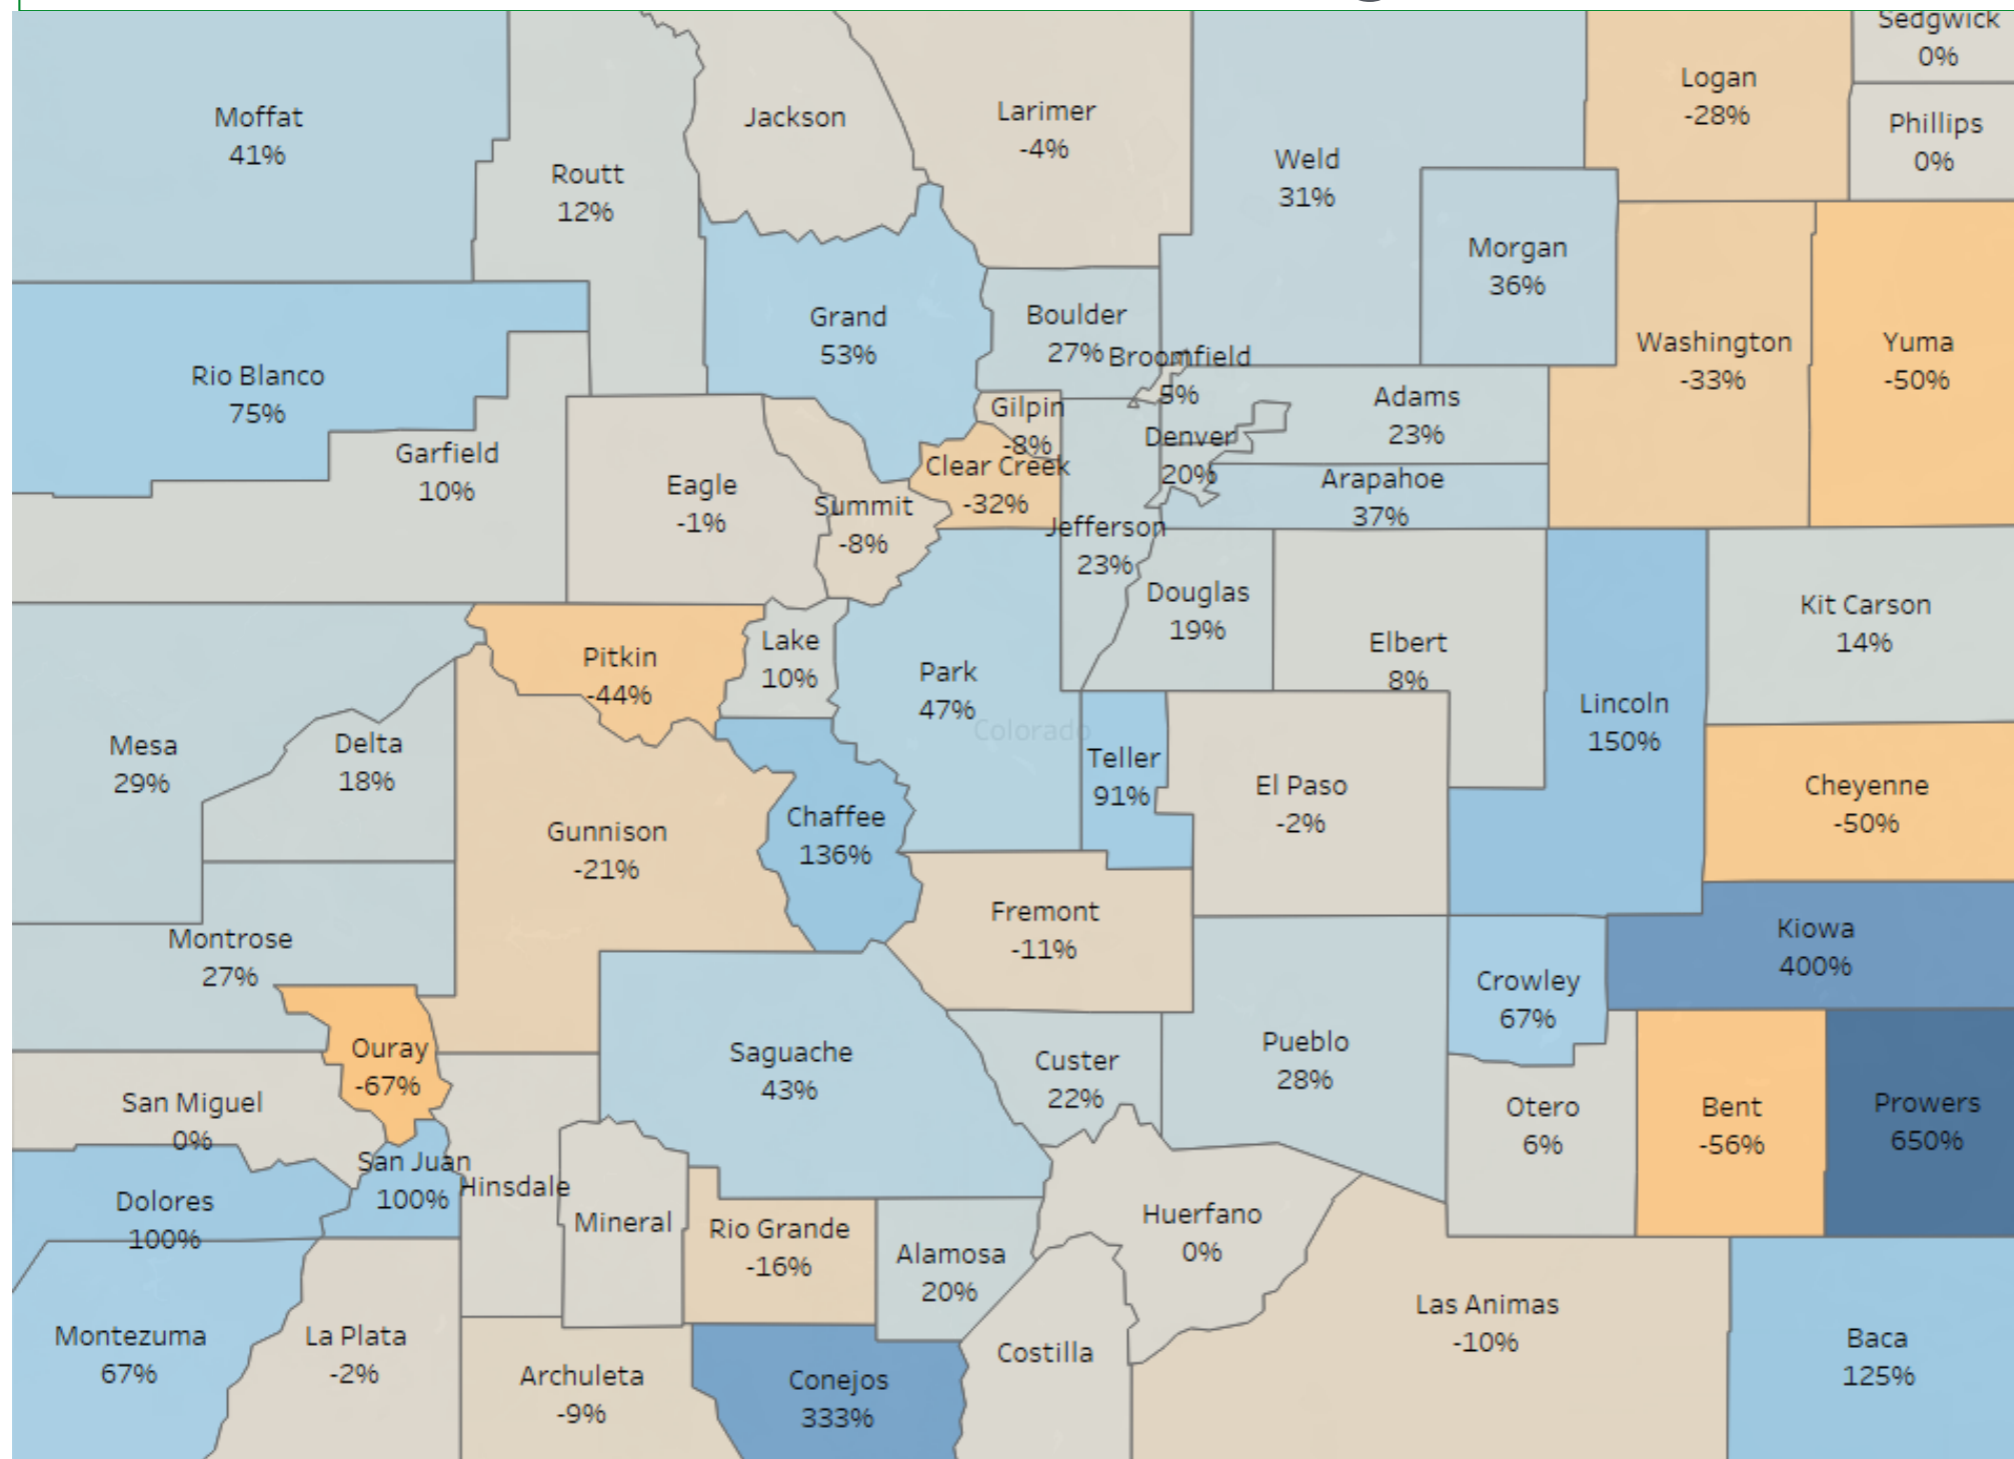 Sedgwick
0%
Logan
-28%
Moffat
41%
Jackson
Larimer
-4%
Phillips
0%
Routt
12%
Weld
31%
Morgan
36%
Grand
53%
Boulder
27%
Broomfield
5%
Washington
-33%
Yuma
-50%
Rio Blanco
75%
Gilpin
-8%
Adams
23%
Denver
20%
Garfield
10%
Eagle
-1%
Clear Creek
-32%
Arapahoe
37%
Summit
-8%
Jefferson
23%
Douglas
19%
Kit Carson
14%
Pitkin
-44%
Lake
10%
Elbert
8%
Park
47%
Colorado
Lincoln
150%
Mesa
29%
Delta
18%
Teller
91%
El Paso
-2%
Cheyenne
-50%
Gunnison
-21%
Chaffee
136%
Fremont
-11%
Kiowa
400%
Montrose
27%
Crowley
67%
Ouray
-67%
Saguache
43%
Custer
22%
Pueblo
28%
San Miguel
0%
Otero
6%
Bent
-56%
Prowers
650%
San Juan
100%
Hinsdale
Dolores
100%
Mineral
Rio Grande
-16%
Alamosa
20%
Huerfano
0%
Montezuma
67%
La Plata
-2%
Las Animas
-10%
Baca
125%
Archuleta
-9%
Conejos
333%
Costilla